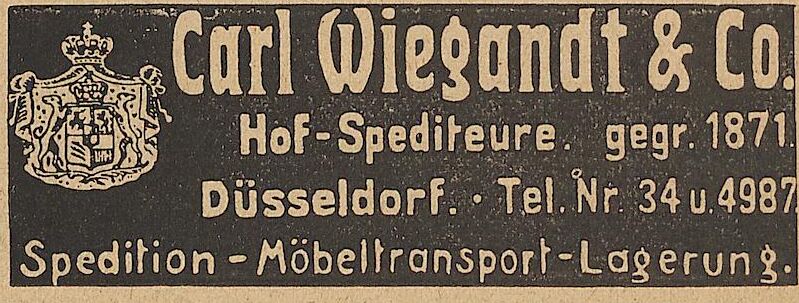 Carl Wiegandt & Co.
Hof-Spediteure. gegr. 1871.
Düsseldorf. · Tel. Nr. 34 u. 4987.
Spedition - Möbeltransport - Lagerung.